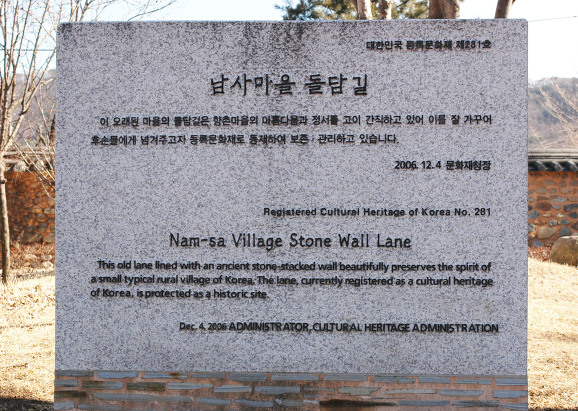 대한민국 등록문화재 제281호
남사마을 돌담길
이 오래된 마을의 돌담길은 향촌마을의 아름다움과 정서를 고이 간직하고 있어 이를 잘 가꾸어
후손들에게 넘겨주고자 등록문화재로 등재하여 보존 · 관리하고 있습니다.
2006. 12. 4 문화재청장
Registered Cultural Heritage of Korea No. 281
Nam-sa Village Stone Wall Lane
This old lane lined with an ancient stone-stacked wall beautifully preserves the spirit of
a small typical rural village of Korea. The lane, currently registered as a cultural heritage
of Korea, is protected as a historic site.
Dec. 4. 2006 ADMINISTRATOR, CULTURAL HERITAGE ADMINISTRATION